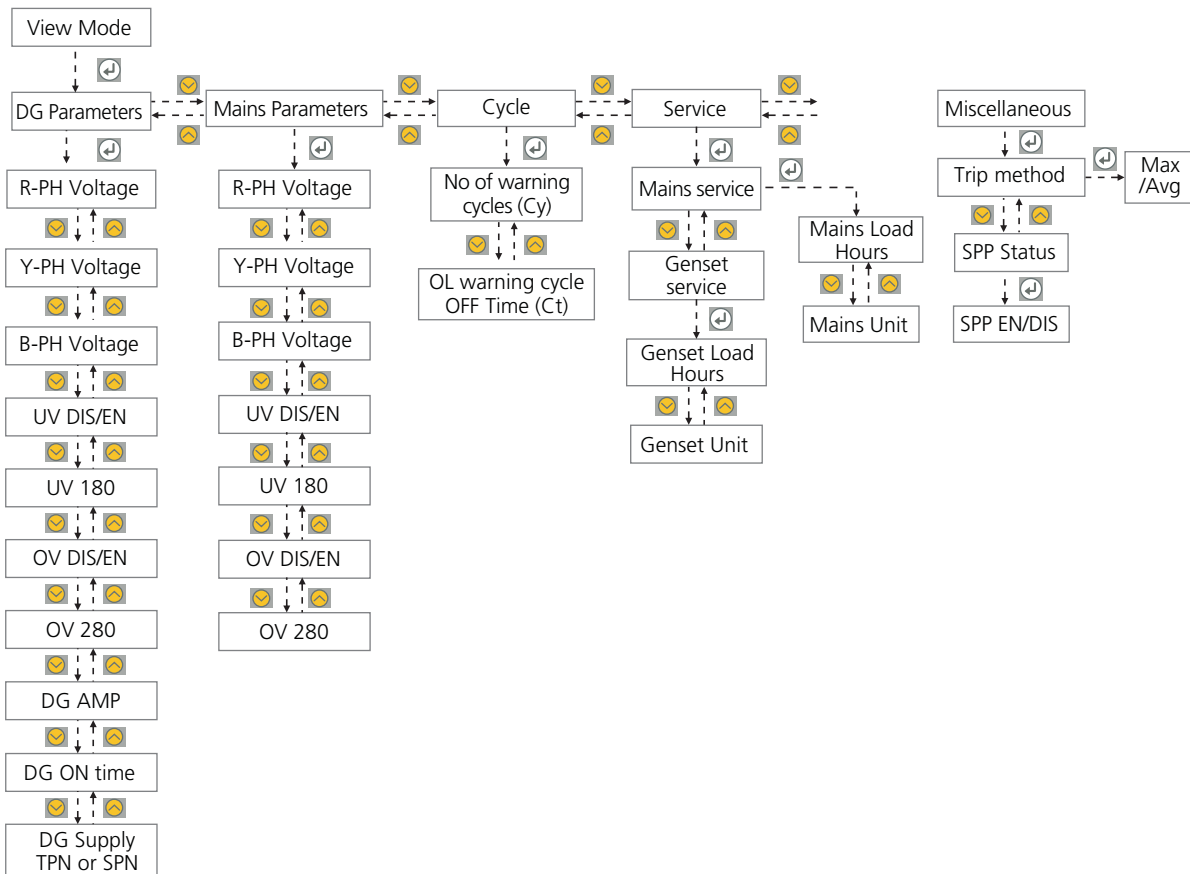 View Mode
DG Parameters
R-PH Voltage
Y-PH Voltage
B-PH Voltage
UV DIS/EN
UV 180
OV DIS/EN
OV 280
DG AMP
DG ON time
DG Supply
TPN or SPN
Mains Parameters
R-PH Voltage
Y-PH Voltage
B-PH Voltage
UV DIS/EN
UV 180
OV DIS/EN
OV 280
Cycle
No of warning
cycles (Cy)
OL warning cycle
OFF Time (Ct)
Service
Mains service
Genset
service
Genset Load
Hours
Genset Unit
Mains Load
Hours
Mains Unit
Miscellaneous
Trip method
SPP Status
SPP EN/DIS
Max
/Avg